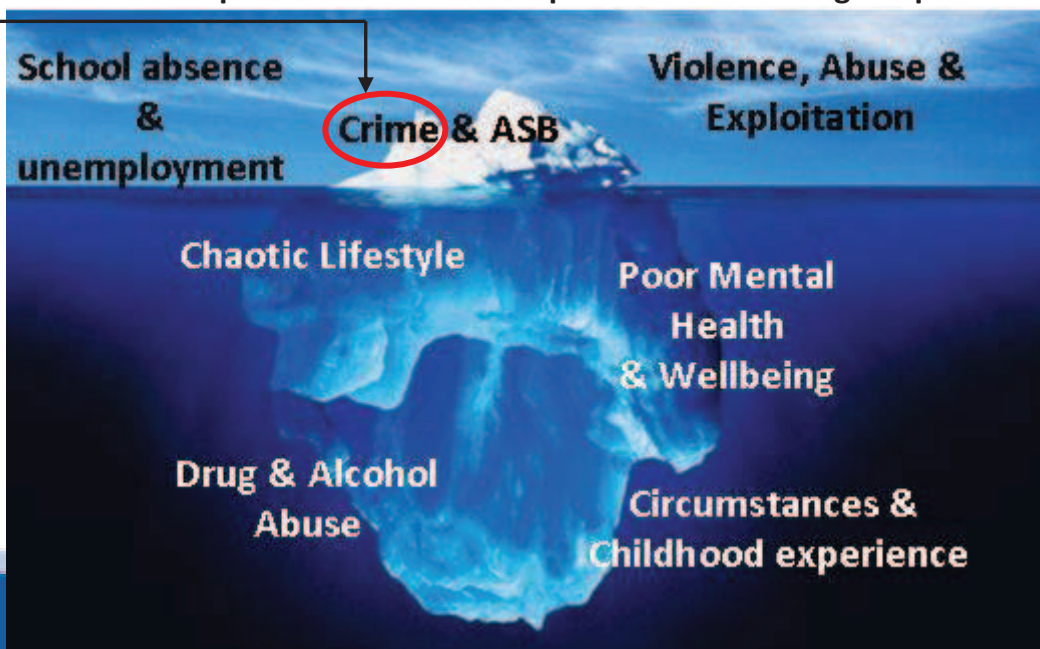 School absence
&
unemployment
Crime & ASB
Violence, Abuse &
Exploitation
Chaotic Lifestyle
Poor Mental
Health
& Wellbeing
Drug & Alcohol
Abuse
Circumstances &
Childhood experience